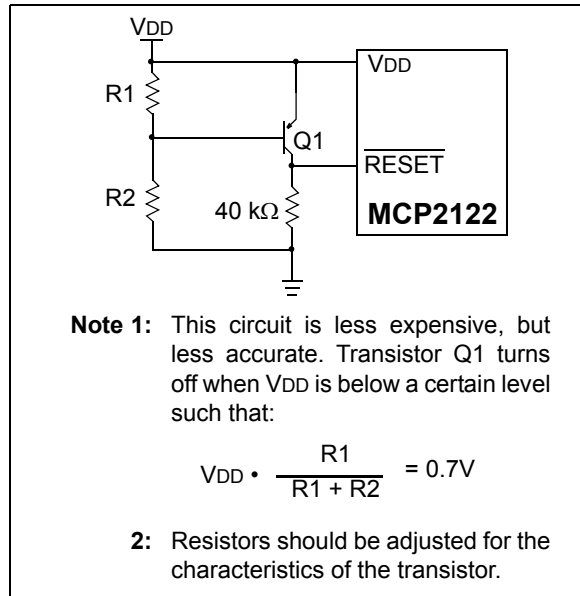 VDD
VDD
R1
Q1
RESET
R2
40 kΩ
MCP2122
Note 1: This circuit is less expensive, but
less accurate. Transistor Q1 turns
off when VDD is below a certain level
such that:
VDD • R1 / R1 + R2 = 0.7V
2: Resistors should be adjusted for the
characteristics of the transistor.